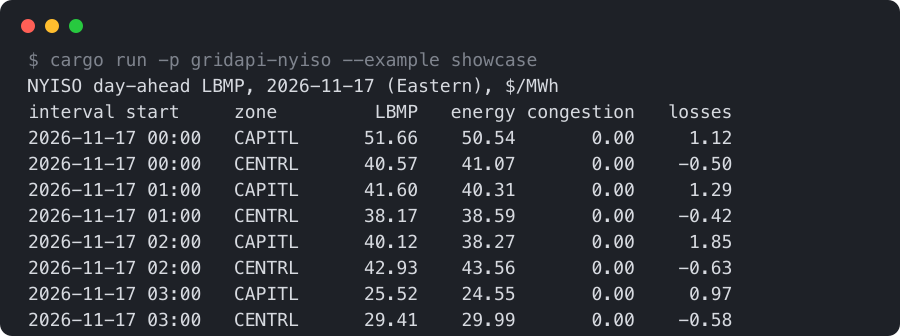 $ cargo run -p gridapi-nyiso --example showcase
NYISO day-ahead LBMP, 2026-11-17 (Eastern), $/MWh
interval start zone LBMP energy congestion losses
2026-11-17 00:00 CAPITL 51.66 50.54 0.00 1.12
2026-11-17 00:00 CENTRL 40.57 41.07 0.00 -0.50
2026-11-17 01:00 CAPITL 41.60 40.31 0.00 1.29
2026-11-17 01:00 CENTRL 38.17 38.59 0.00 -0.42
2026-11-17 02:00 CAPITL 40.12 38.27 0.00 1.85
2026-11-17 02:00 CENTRL 42.93 43.56 0.00 -0.63
2026-11-17 03:00 CAPITL 25.52 24.55 0.00 0.97
2026-11-17 03:00 CENTRL 29.41 29.99 0.00 -0.58